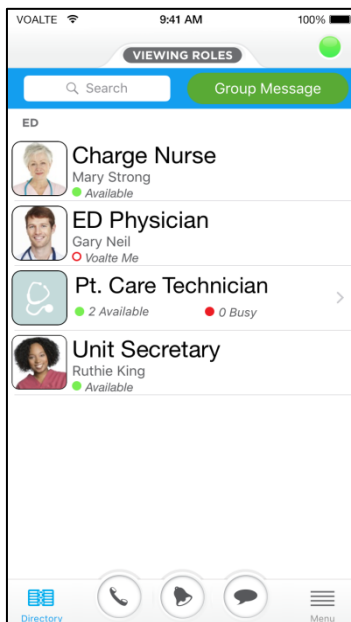 VOALTE 9:41 AM 100%
VIEWING ROLES
Search Group Message
ED
Charge Nurse
Mary Strong
Available
ED Physician
Gary Neil
Voalte Me
Pt. Care Technician
2 Available 0 Busy
Unit Secretary
Ruthie King
Available
Directory Menu